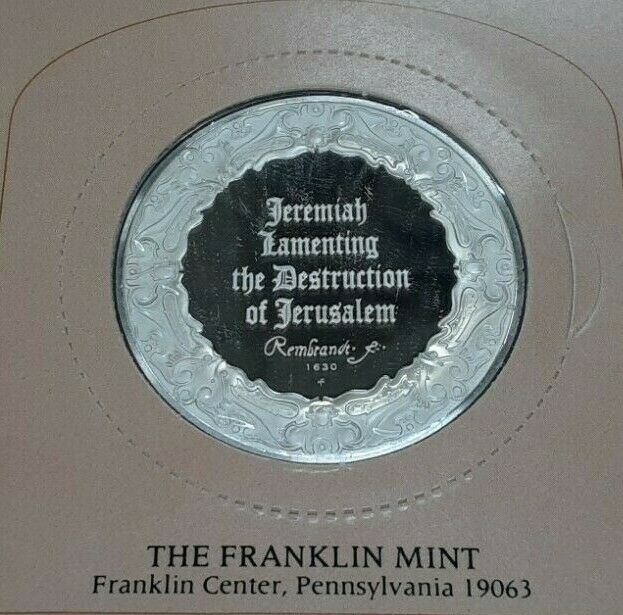 Jeremiah
Lamenting
the Destruction
of Jerusalem
Rembrandt. f.
1630
THE FRANKLIN MINT
Franklin Center, Pennsylvania 19063